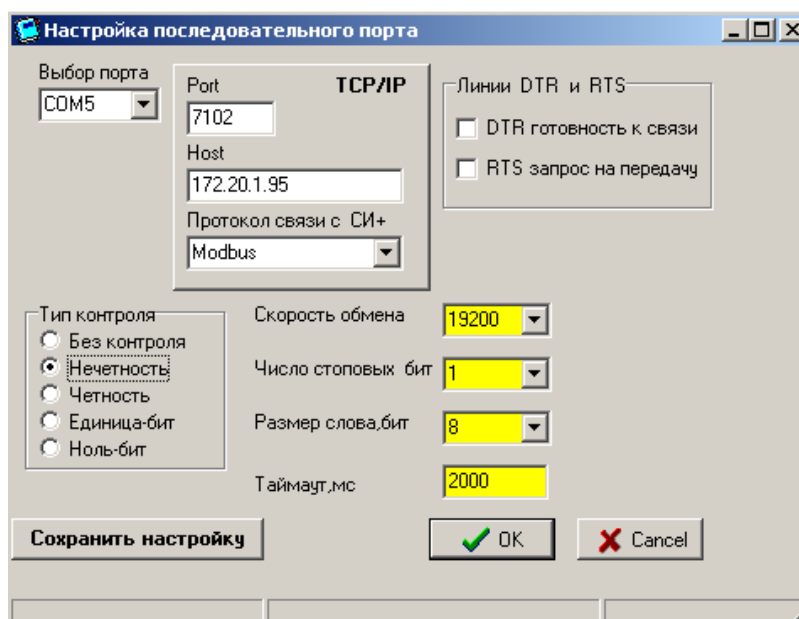 Настройка последовательного порта
Выбор порта
COM5
Port
TCP/IP
7102
Host
172.20.1.95
Протокол связи с СИ+
Modbus
Линии DTR и RTS
DTR готовность к связи
RTS запрос на передачу
Тип контроля
Без контроля
Нечетность
Четность
Единица-бит
Ноль-бит
Скорость обмена
19200
Число стоповых бит
1
Размер слова,бит
8
Таймаут,мс
2000
Сохранить настройку
OK
Cancel